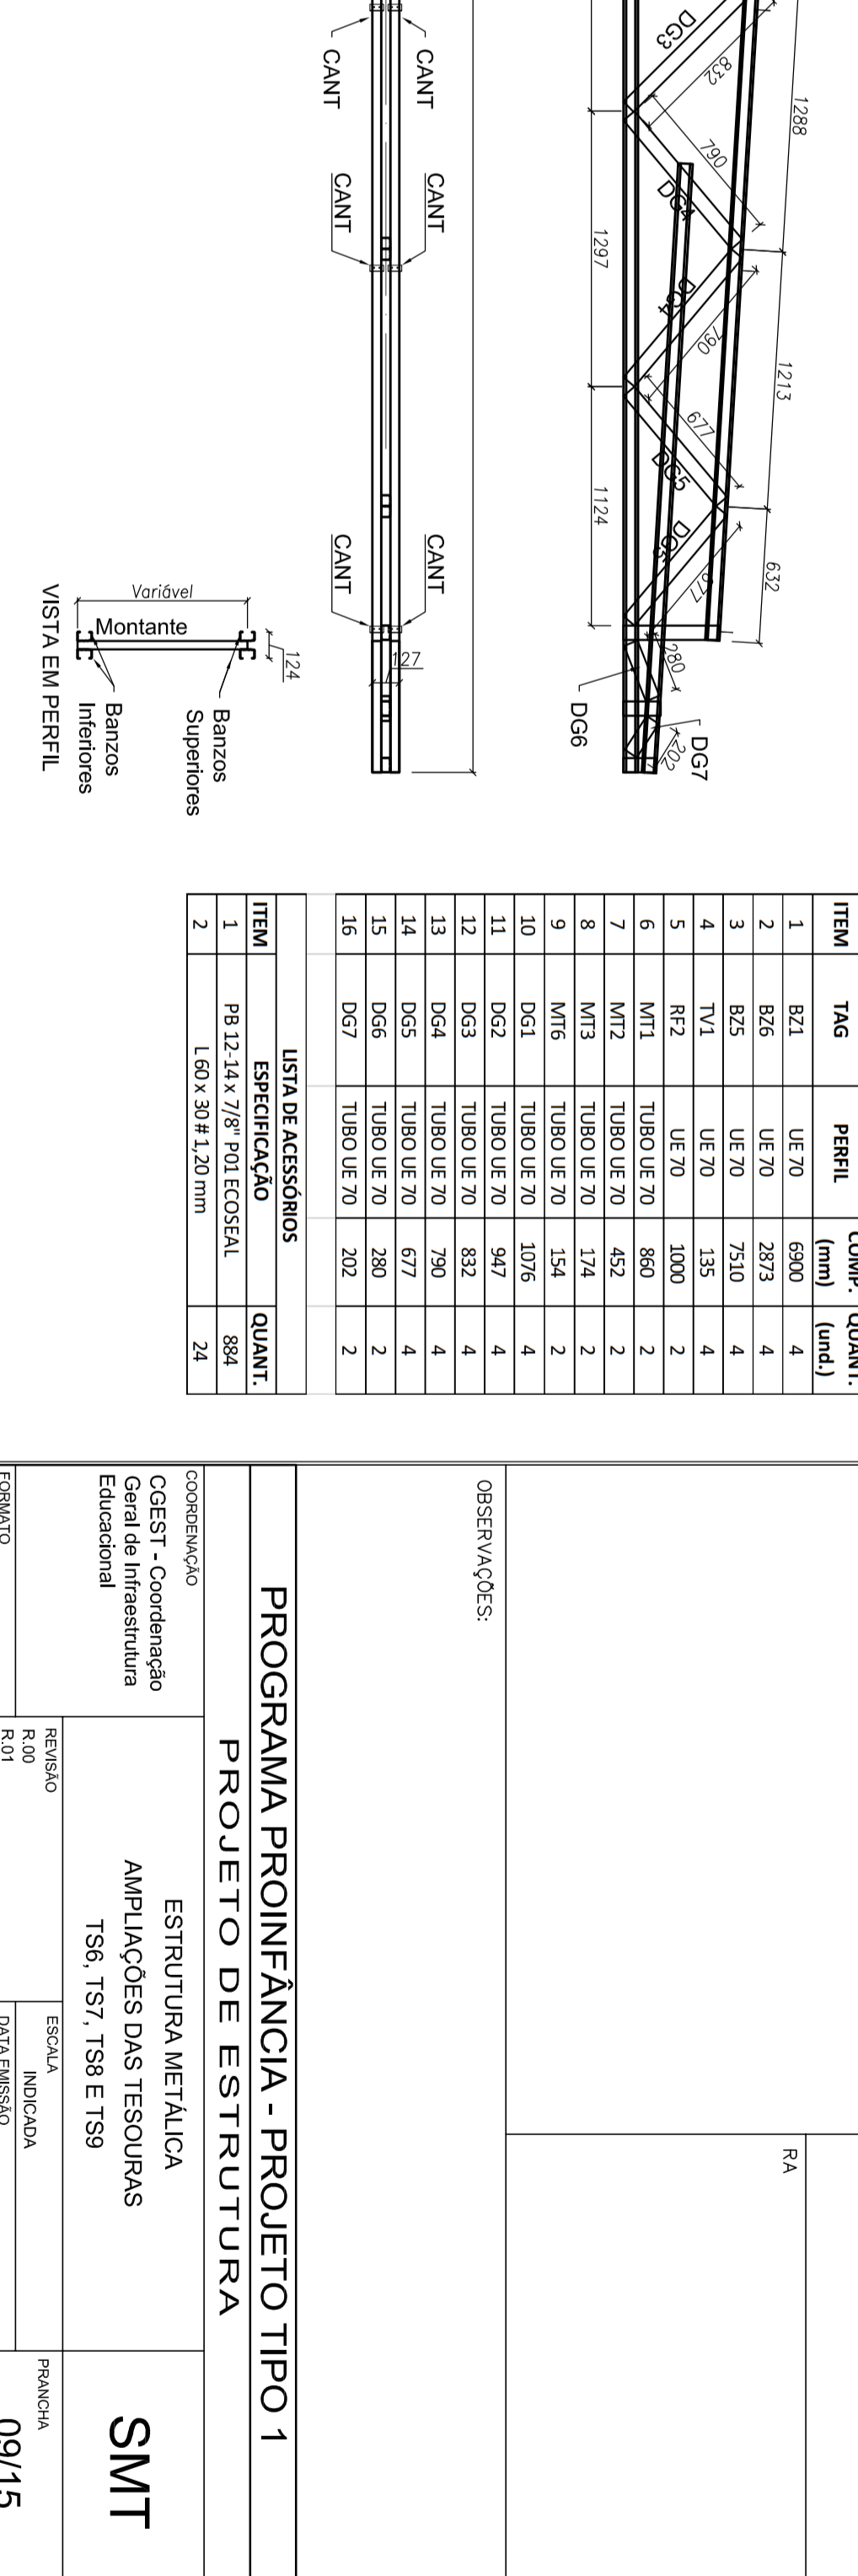 DG3
832
1288
790
DG4
1297
DG4
790
1213
677
DG5
1124
677
632
280
202
DG6
DG7
CANT
CANT
CANT
CANT
CANT
CANT
127
Variável
Montante
124
Banzos
Superiores
Banzos
Inferiores
VISTA EM PERFIL
ITEM TAG PERFIL COMP. (mm) QUANT. (und.)
1 BZ1 UE 70 6900 4
2 BZ6 UE 70 2873 4
3 BZ5 UE 70 7510 4
4 TV1 UE 70 135 4
5 RF2 UE 70 1000 2
6 MT1 TUBO UE 70 860 2
7 MT2 TUBO UE 70 452 2
8 MT3 TUBO UE 70 174 2
9 MT6 TUBO UE 70 154 2
10 DG1 TUBO UE 70 1076 4
11 DG2 TUBO UE 70 947 4
12 DG3 TUBO UE 70 832 4
13 DG4 TUBO UE 70 790 4
14 DG5 TUBO UE 70 677 4
15 DG6 TUBO UE 70 280 2
16 DG7 TUBO UE 70 202 2
LISTA DE ACESSÓRIOS
ITEM ESPECIFICAÇÃO QUANT.
1 PB 12-14 x 7/8" P01 ECOSEAL 884
2 L 60 x 30 # 1,20 mm 24
RA
OBSERVAÇÕES:
PROGRAMA PROINFÂNCIA - PROJETO TIPO 1
PROJETO DE ESTRUTURA
COORDENAÇÃO
CGEST - Coordenação
Geral de Infraestrutura
Educacional
ESTRUTURA METÁLICA
AMPLIAÇÕES DAS TESOURAS
TS6, TS7, TS8 E TS9
SMT
REVISÃO
R.00
R.01
ESCALA
INDICADA
PRANCHA
09/15
FORMATO
DATA EMISSÃO